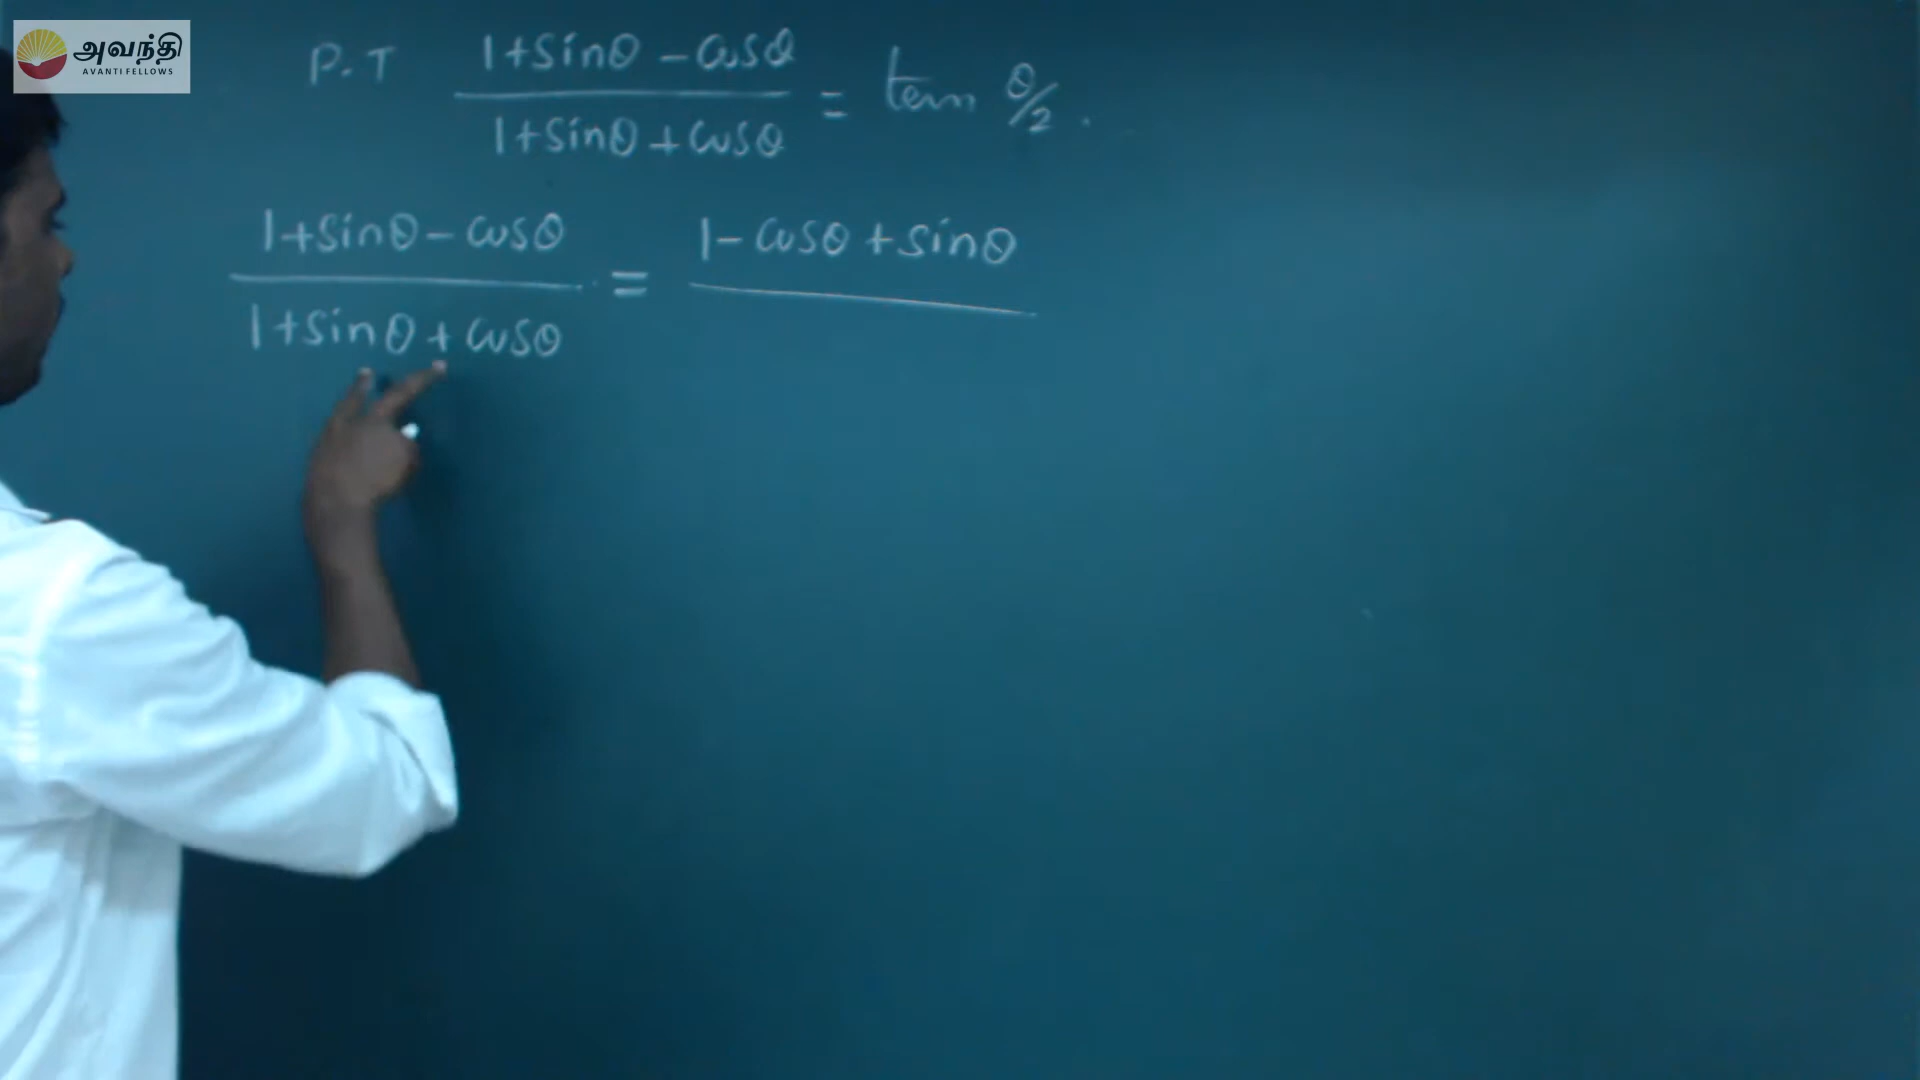 அவந்தி
AVANTI FELLOWS
P.T (1+sinθ -cosθ)/(1+sinθ+cosθ) = tan θ/2.
(1+sinθ-cosθ)/(1+sinθ+cosθ) = 1-cosθ+sinθ